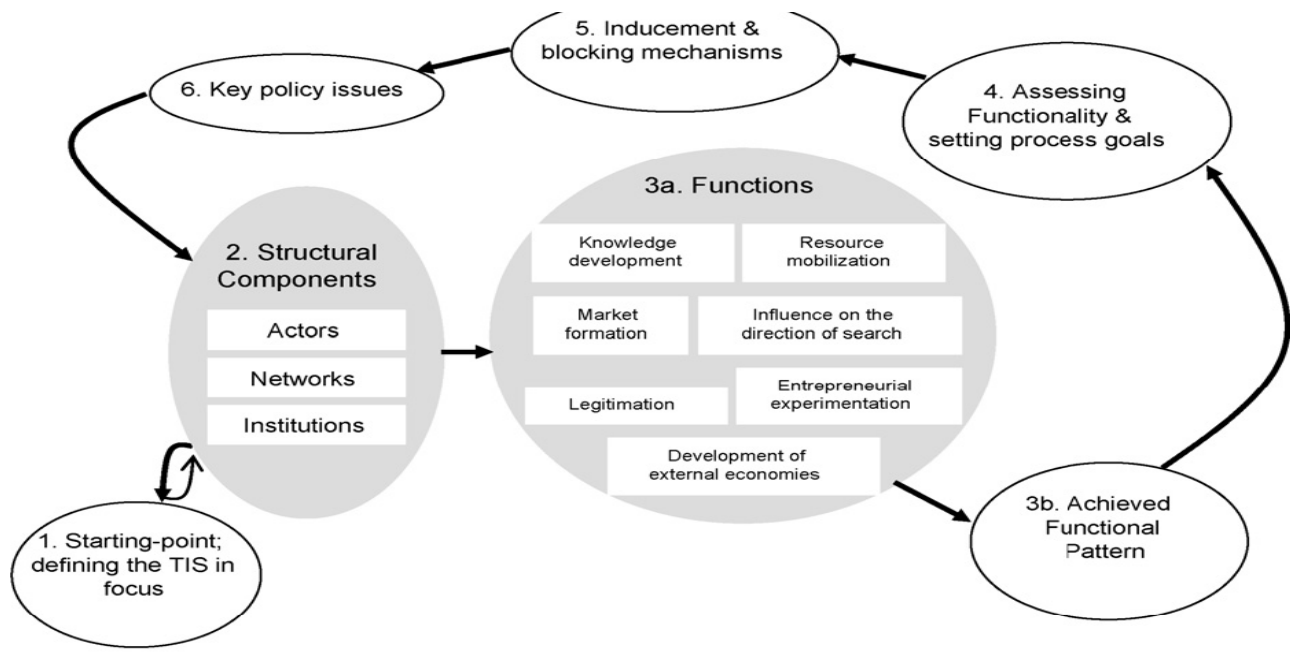 5. Inducement &
blocking mechanisms
6. Key policy issues
4. Assessing
Functionality &
setting process goals
3a. Functions
Knowledge
development
Resource
mobilization
2. Structural
Components
Market
formation
Influence on the
direction of search
Actors
Networks
Institutions
Legitimation
Entrepreneurial
experimentation
Development of
external economies
3b. Achieved
Functional
Pattern
1. Starting-point;
defining the TIS in
focus